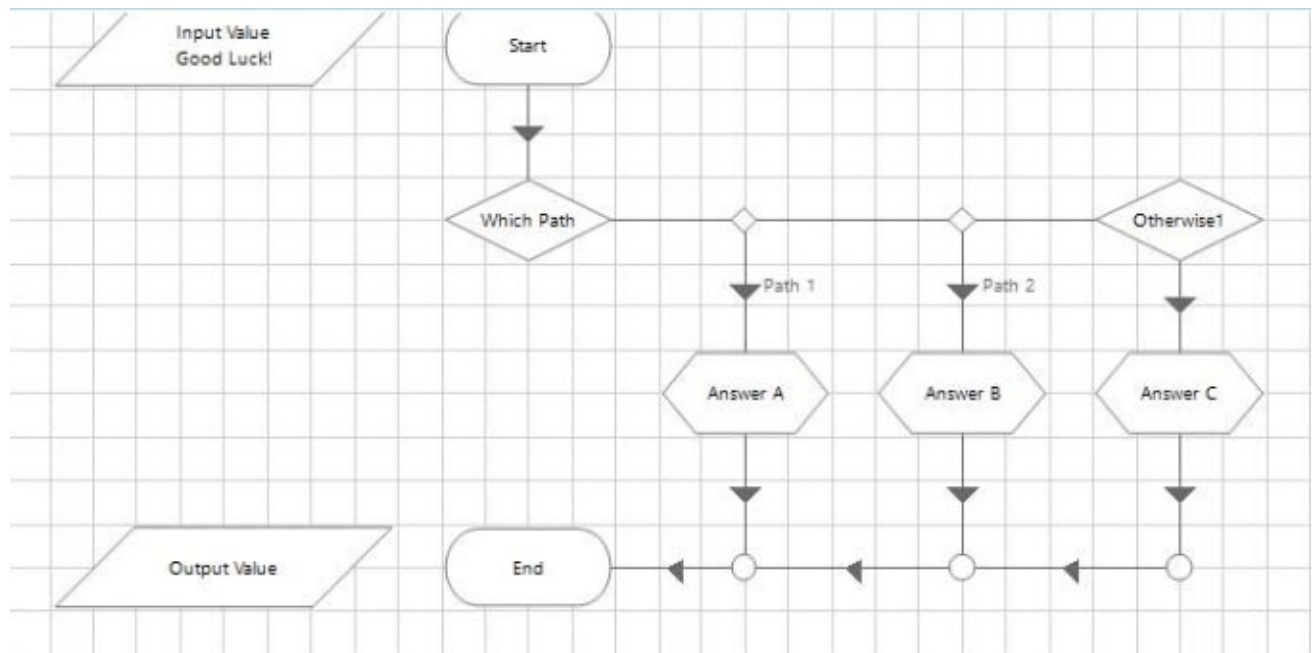 Input Value
Good Luck!
Start
Which Path
Otherwise1
Path 1
Path 2
Answer A
Answer B
Answer C
Output Value
End